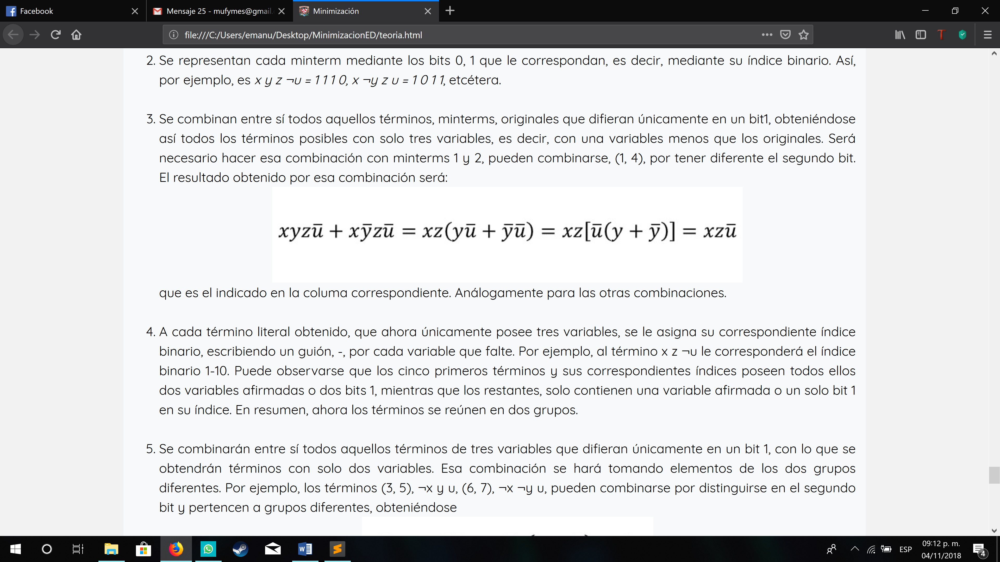 Facebook
Mensaje 25 - mufymes@gmail.
Minimización
file:///C:/Users/emanu/Desktop/MinimizacionED/teoria.html
2. Se representan cada minterm mediante los bits 0, 1 que le correspondan, es decir, mediante su índice binario. Así,
por ejemplo, es x y z ¬u = 1 1 1 0, x ¬y z u = 1 0 1 1, etcétera.
3. Se combinan entre sí todos aquellos términos, minterms, originales que difieran únicamente en un bit1, obteniéndose
así todos los términos posibles con solo tres variables, es decir, con una variables menos que los originales. Será
necesario hacer esa combinación con minterms 1 y 2, pueden combinarse, (1, 4), por tener diferente el segundo bit.
El resultado obtenido por esa combinación será:
xyzū + xȳzū = xz(yū + ȳū) = xz[ū(y + ȳ)] = xzū
que es el indicado en la columa correspondiente. Análogamente para las otras combinaciones.
4. A cada término literal obtenido, que ahora únicamente posee tres variables, se le asigna su correspondiente índice
binario, escribiendo un guión, -, por cada variable que falte. Por ejemplo, al término x z ¬u le corresponderá el índice
binario 1-10. Puede observarse que los cinco primeros términos y sus correspondientes índices poseen todos ellos
dos variables afirmadas o dos bits 1, mientras que los restantes, solo contienen una variable afirmada o un solo bit 1
en su índice. En resumen, ahora los términos se reúnen en dos grupos.
5. Se combinarán entre sí todos aquellos términos de tres variables que difieran únicamente en un bit 1, con lo que se
obtendrán términos con solo dos variables. Esa combinación se hará tomando elementos de los dos grupos
diferentes. Por ejemplo, los términos (3, 5), ¬x y u, (6, 7), ¬x ¬y u, pueden combinarse por distinguirse en el segundo
bit y pertencen a grupos diferentes, obteniéndose
ESP
09:12 p. m.
04/11/2018
4